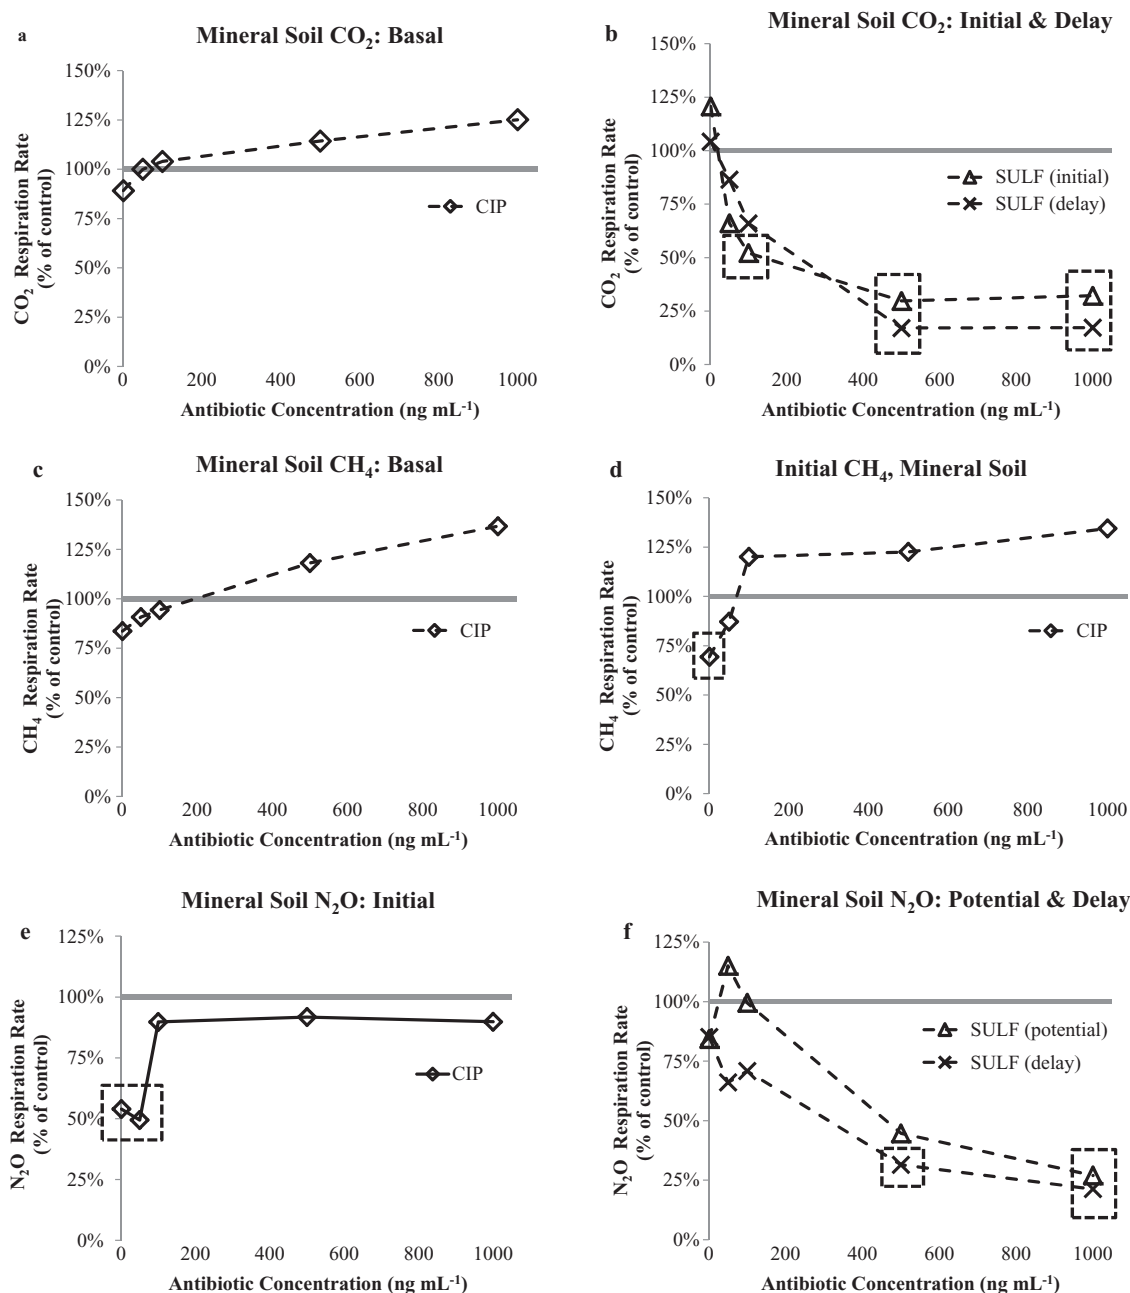 a
Mineral Soil CO₂: Basal
150%
125%
100%
75%
50%
25%
0%
CO₂ Respiration Rate
(% of control)
CIP
0 200 400 600 800 1000
Antibiotic Concentration (ng mL⁻¹)
b
Mineral Soil CO₂: Initial & Delay
150%
125%
100%
75%
50%
25%
0%
CO₂ Respiration Rate
(% of control)
SULF (initial)
SULF (delay)
0 200 400 600 800 1000
Antibiotic Concentration (ng mL⁻¹)
c
Mineral Soil CH₄: Basal
150%
125%
100%
75%
50%
25%
0%
CH₄ Respiration Rate
(% of control)
CIP
0 200 400 600 800 1000
Antibiotic Concentration (ng mL⁻¹)
d
Initial CH₄, Mineral Soil
150%
125%
100%
75%
50%
25%
0%
CH₄ Respiration Rate
(% of control)
CIP
0 200 400 600 800 1000
Antibiotic Concentration (ng mL⁻¹)
e
Mineral Soil N₂O: Initial
125%
100%
75%
50%
25%
0%
N₂O Respiration Rate
(% of control)
CIP
0 200 400 600 800 1000
Antibiotic Concentration (ng mL⁻¹)
f
Mineral Soil N₂O: Potential & Delay
125%
100%
75%
50%
25%
0%
N₂O Respiration Rate
(% of control)
SULF (potential)
SULF (delay)
0 200 400 600 800 1000
Antibiotic Concentration (ng mL⁻¹)